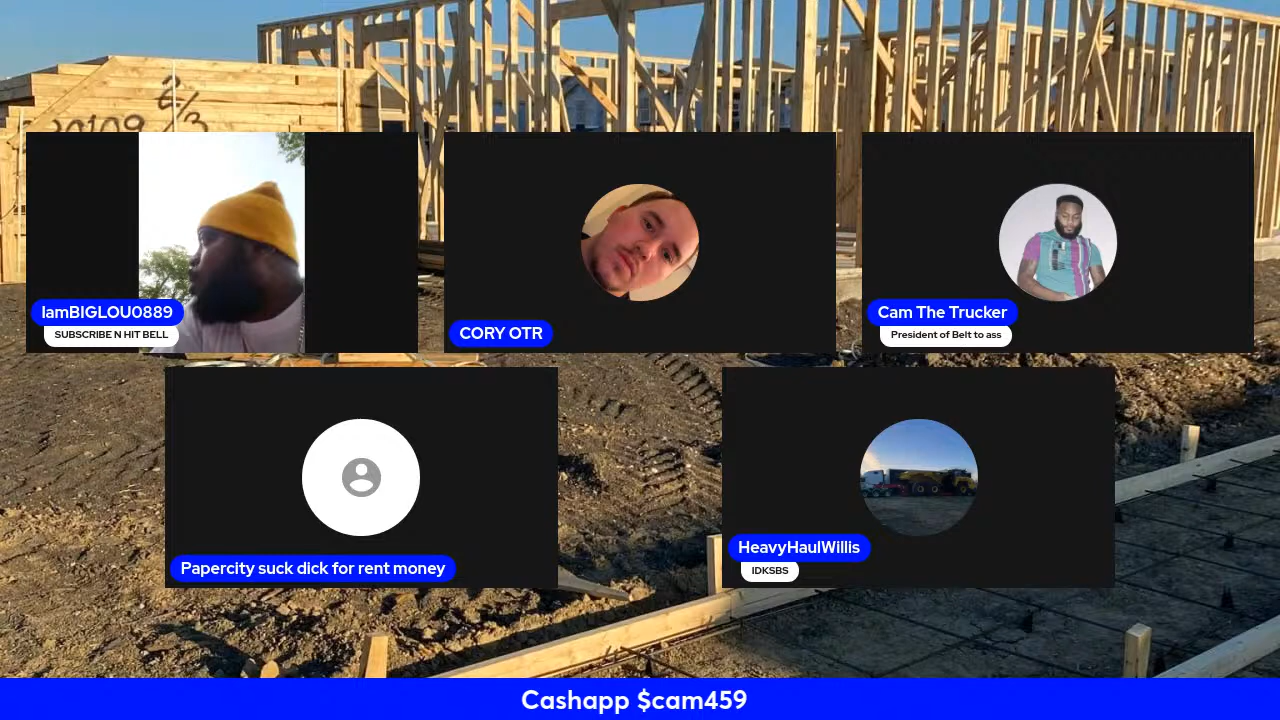 IamBIGLOU0889
SUBSCRIBE N HIT BELL
CORY OTR
Cam The Trucker
President of Belt to ass
Papercity suck dick for rent money
HeavyHaulWillis
IDKSBS
Cashapp $cam459